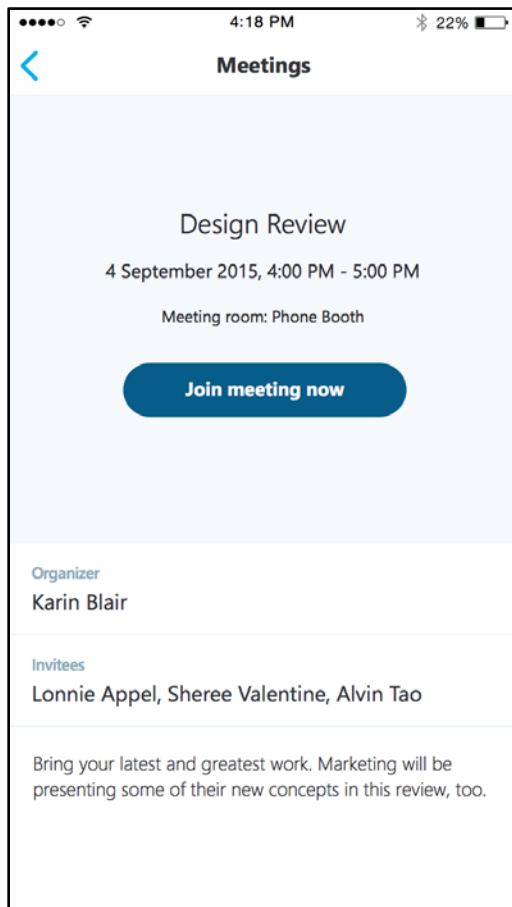 4:18 PM
22%
Meetings
Design Review
4 September 2015, 4:00 PM - 5:00 PM
Meeting room: Phone Booth
Join meeting now
Organizer
Karin Blair
Invitees
Lonnie Appel, Sheree Valentine, Alvin Tao
Bring your latest and greatest work. Marketing will be
presenting some of their new concepts in this review, too.